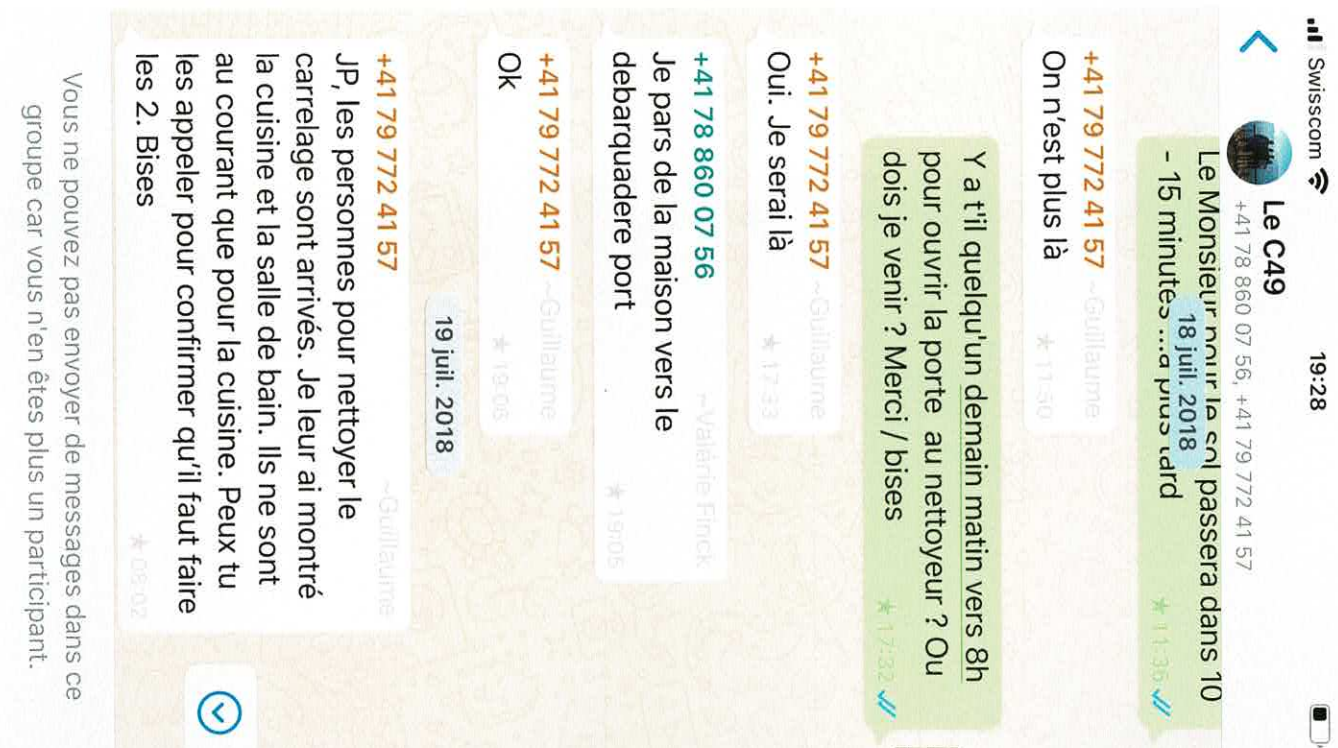 Swisscom 19:28
Le C49
+41 78 860 07 56, +41 79 772 41 57
Le Monsieur pour le sol passera dans 10
- 15 minutes ...a plus tard
★ 11:36
18 juil. 2018
+41 79 772 41 57 ~Guillaume
On n'est plus là
★ 11:50
Y a t'il quelqu'un demain matin vers 8h
pour ouvrir la porte au nettoyeur ? Ou
dois je venir ? Merci / bises
★ 17:32
+41 79 772 41 57 ~Guillaume
Oui. Je serai là
★ 17:33
+41 78 860 07 56 ~Valérie Finck
Je pars de la maison vers le
debarquadere port
★ 19:05
+41 79 772 41 57 ~Guillaume
Ok
★ 19:06
19 juil. 2018
+41 79 772 41 57 ~Guillaume
JP, les personnes pour nettoyer le
carrelage sont arrivés. Je leur ai montré
la cuisine et la salle de bain. Ils ne sont
au courant que pour la cuisine. Peux tu
les appeler pour confirmer qu'il faut faire
les 2. Bises
★ 08:02
Vous ne pouvez pas envoyer de messages dans ce
groupe car vous n'en êtes plus un participant.